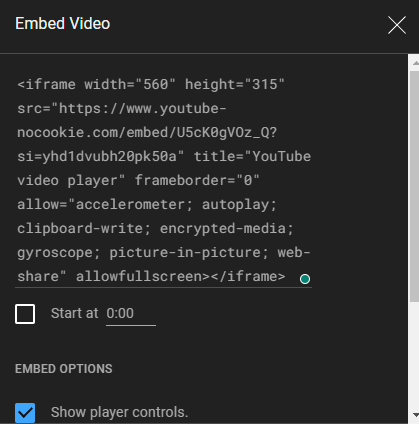 Embed Video
<iframe width="560" height="315"
src="https://www.youtube-
nocookie.com/embed/U5cK0gVOz_Q?
si=yhd1dvubh20pk50a" title="YouTube
video player" frameborder="0"
allow="accelerometer; autoplay;
clipboard-write; encrypted-media;
gyroscope; picture-in-picture; web-
share" allowfullscreen></iframe>
Start at 0:00
EMBED OPTIONS
Show player controls.